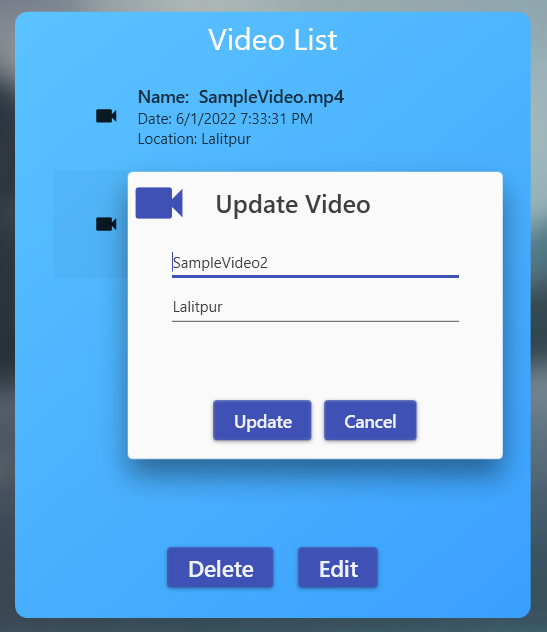 Video List
Name: SampleVideo.mp4
Date: 6/1/2022 7:33:31 PM
Location: Lalitpur
Update Video
SampleVideo2
Lalitpur
Update Cancel
Delete Edit